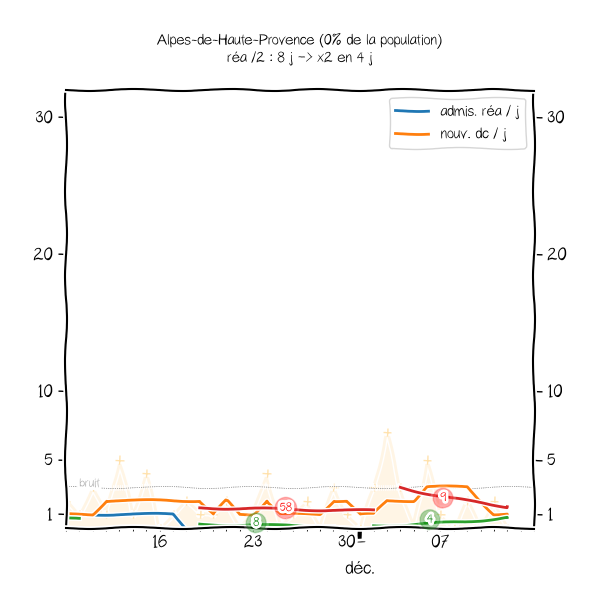 Alpes-de-Haute-Provence (0% de la population)
réa /2 : 8 j -> x2 en 4 j
admis. réa / j
nouv. dc / j
30 30
20 20
10 10
5 5
bruit
1 1
58
9
8
4
16 23 30 07
déc.